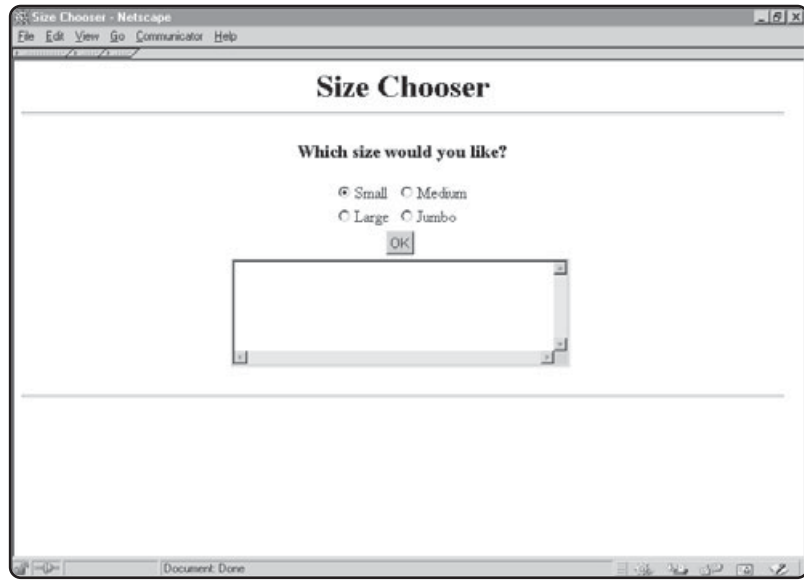 Size Chooser - Netscape
File Edit View Go Communicator Help
Size Chooser
Which size would you like?
Small Medium
Large Jumbo
OK
Document: Done